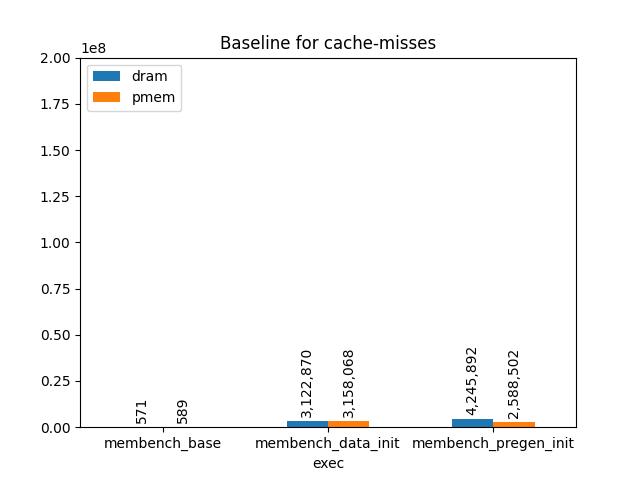 Baseline for cache-misses
1e8
dram
pmem
2.00
1.75
1.50
1.25
1.00
0.75
0.50
0.25
0.00
571
589
3,122,870
3,158,068
4,245,892
2,588,502
membench_base
membench_data_init
membench_pregen_init
exec